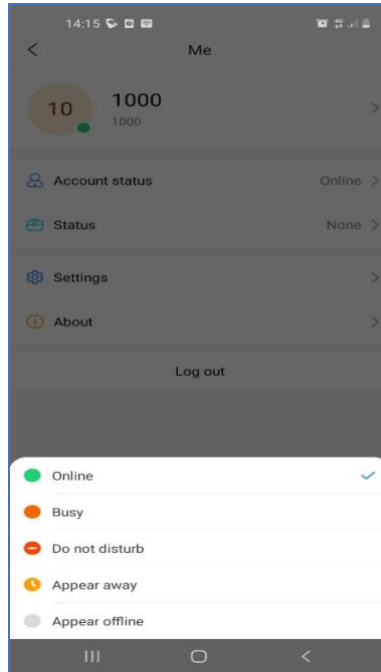 14:15
Me
10
1000
1000
Account status Online
Status None
Settings
About
Log out
Online
Busy
Do not disturb
Appear away
Appear offline